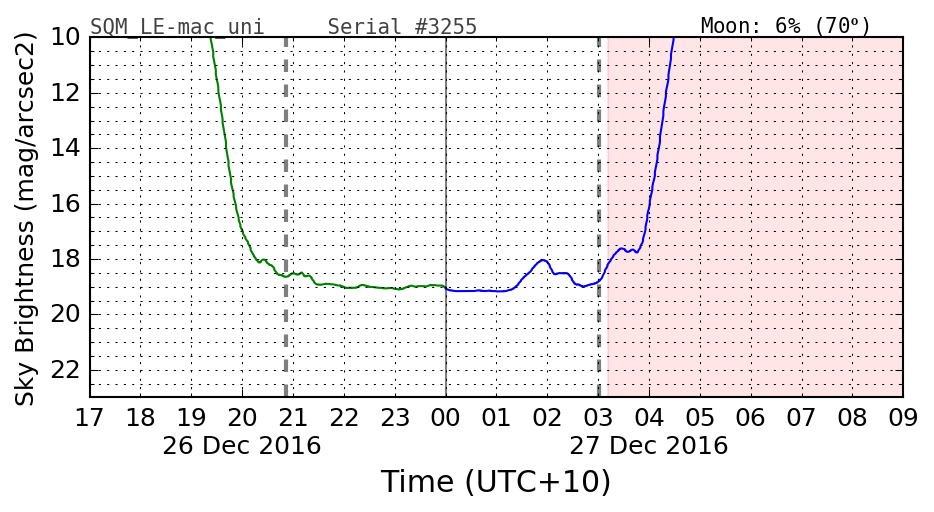 SQM_LE-mac_uni Serial #3255 Moon: 6% (70°)
Sky Brightness (mag/arcsec2)
10
12
14
16
18
20
22
17 18 19 20 21 22 23 00 01 02 03 04 05 06 07 08 09
26 Dec 2016 27 Dec 2016
Time (UTC+10)